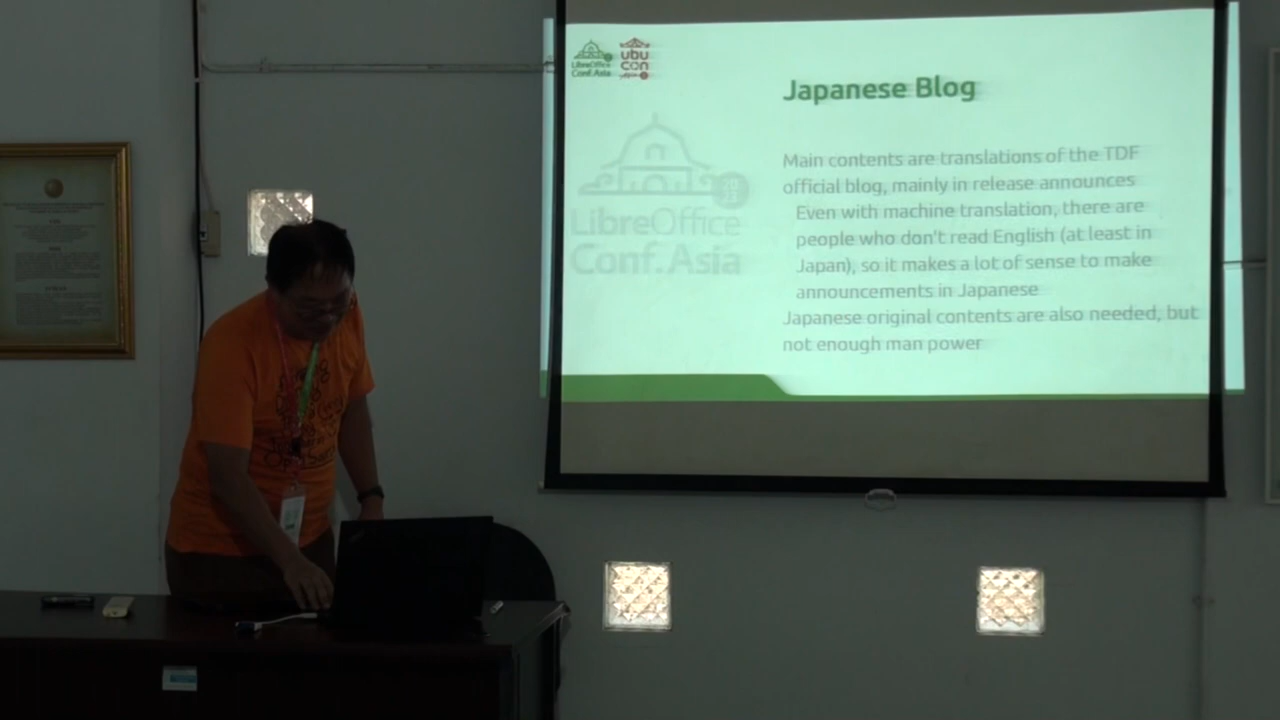 LibreOffice
Conf.Asia
ubu
con
Japanese Blog
LibreOffice
Conf.Asia
Main contents are translations of the TDF
official blog, mainly in release announces
Even with machine translation, there are
people who don't read English (at least in
Japan), so it makes a lot of sense to make
announcements in Japanese
Japanese original contents are also needed, but
not enough man power